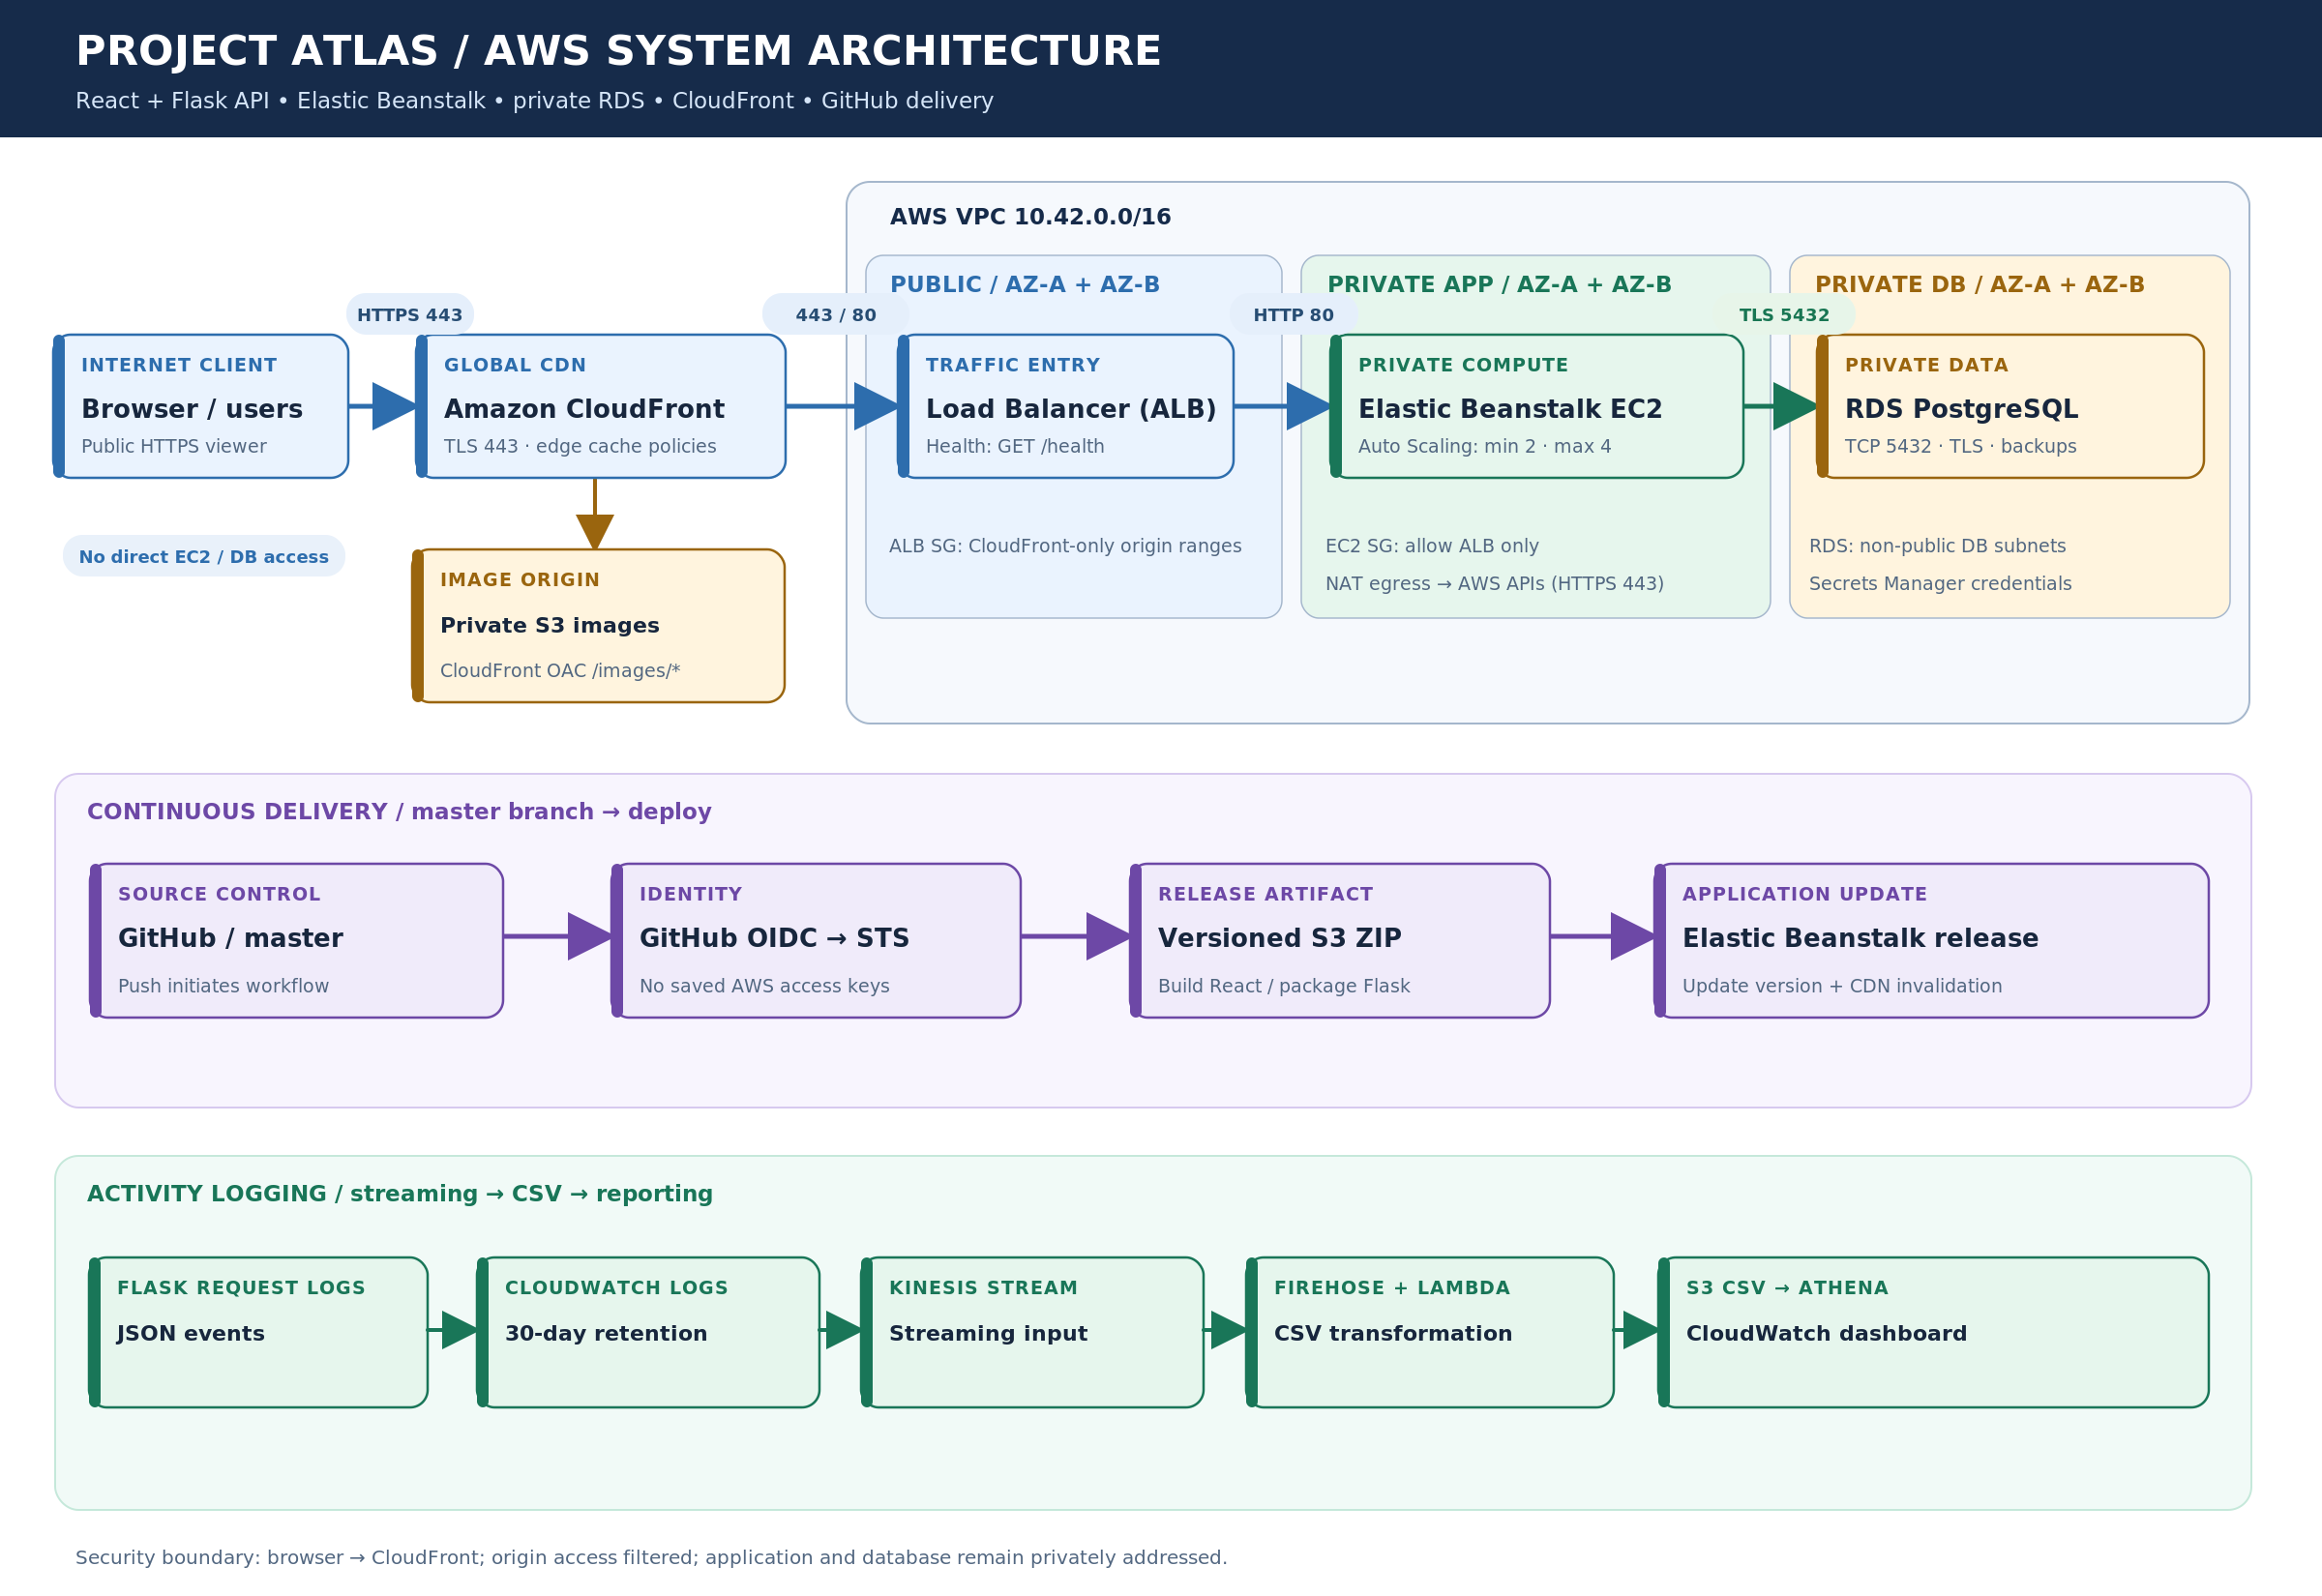 PROJECT ATLAS / AWS SYSTEM ARCHITECTURE
React + Flask API • Elastic Beanstalk • private RDS • CloudFront • GitHub delivery
AWS VPC 10.42.0.0/16
PUBLIC / AZ-A + AZ-B
PRIVATE APP / AZ-A + AZ-B
PRIVATE DB / AZ-A + AZ-B
HTTPS 443
443 / 80
HTTP 80
TLS 5432
INTERNET CLIENT
Browser / users
Public HTTPS viewer
GLOBAL CDN
Amazon CloudFront
TLS 443 · edge cache policies
TRAFFIC ENTRY
Load Balancer (ALB)
Health: GET /health
PRIVATE COMPUTE
Elastic Beanstalk EC2
Auto Scaling: min 2 · max 4
PRIVATE DATA
RDS PostgreSQL
TCP 5432 · TLS · backups
No direct EC2 / DB access
IMAGE ORIGIN
Private S3 images
CloudFront OAC /images/*
ALB SG: CloudFront-only origin ranges
EC2 SG: allow ALB only
NAT egress → AWS APIs (HTTPS 443)
RDS: non-public DB subnets
Secrets Manager credentials
CONTINUOUS DELIVERY / master branch → deploy
SOURCE CONTROL
GitHub / master
Push initiates workflow
IDENTITY
GitHub OIDC → STS
No saved AWS access keys
RELEASE ARTIFACT
Versioned S3 ZIP
Build React / package Flask
APPLICATION UPDATE
Elastic Beanstalk release
Update version + CDN invalidation
ACTIVITY LOGGING / streaming → CSV → reporting
FLASK REQUEST LOGS
JSON events
CLOUDWATCH LOGS
30-day retention
KINESIS STREAM
Streaming input
FIREHOSE + LAMBDA
CSV transformation
S3 CSV → ATHENA
CloudWatch dashboard
Security boundary: browser → CloudFront; origin access filtered; application and database remain privately addressed.